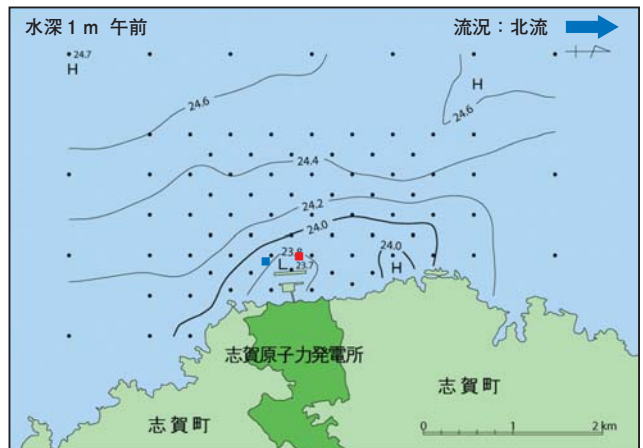 水深1m 午前
流況：北流
24.7
H
H
24.6
24.6
24.4
24.2
24.0
23.8
24.0
L
23.7
H
志賀原子力発電所
志賀町
志賀町
0 1 2 km